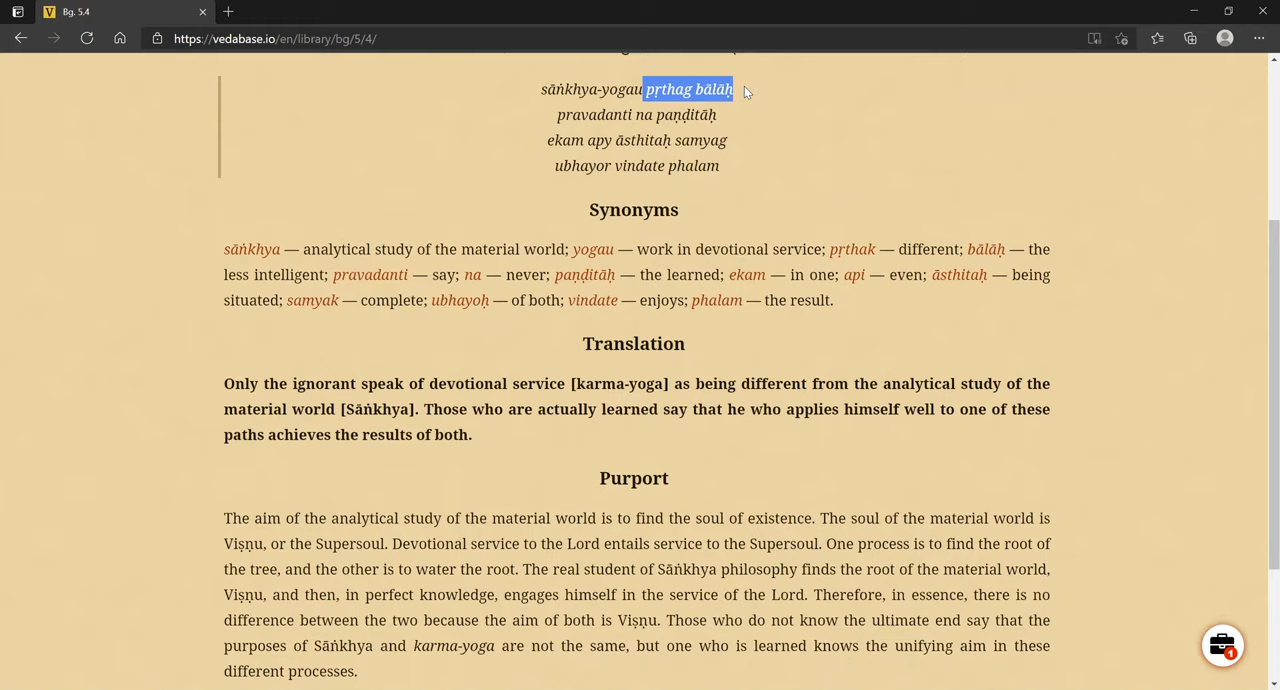 Bg. 5.4
https://vedabase.io/en/library/bg/5/4/
sāṅkhya-yogau pṛthag bālāḥ
pravadanti na paṇḍitāḥ
ekam apy āsthitaḥ samyag
ubhayor vindate phalam
Synonyms
sāṅkhya — analytical study of the material world; yogau — work in devotional service; pṛthak — different; bālāḥ — the
less intelligent; pravadanti — say; na — never; paṇḍitāḥ — the learned; ekam — in one; api — even; āsthitaḥ — being
situated; samyak — complete; ubhayoḥ — of both; vindate — enjoys; phalam — the result.
Translation
Only the ignorant speak of devotional service [karma-yoga] as being different from the analytical study of the
material world [Sāṅkhya]. Those who are actually learned say that he who applies himself well to one of these
paths achieves the results of both.
Purport
The aim of the analytical study of the material world is to find the soul of existence. The soul of the material world is
Viṣṇu, or the Supersoul. Devotional service to the Lord entails service to the Supersoul. One process is to find the root of
the tree, and the other is to water the root. The real student of Sāṅkhya philosophy finds the root of the material world,
Viṣṇu, and then, in perfect knowledge, engages himself in the service of the Lord. Therefore, in essence, there is no
difference between the two because the aim of both is Viṣṇu. Those who do not know the ultimate end say that the
purposes of Sāṅkhya and karma-yoga are not the same, but one who is learned knows the unifying aim in these
different processes.
1